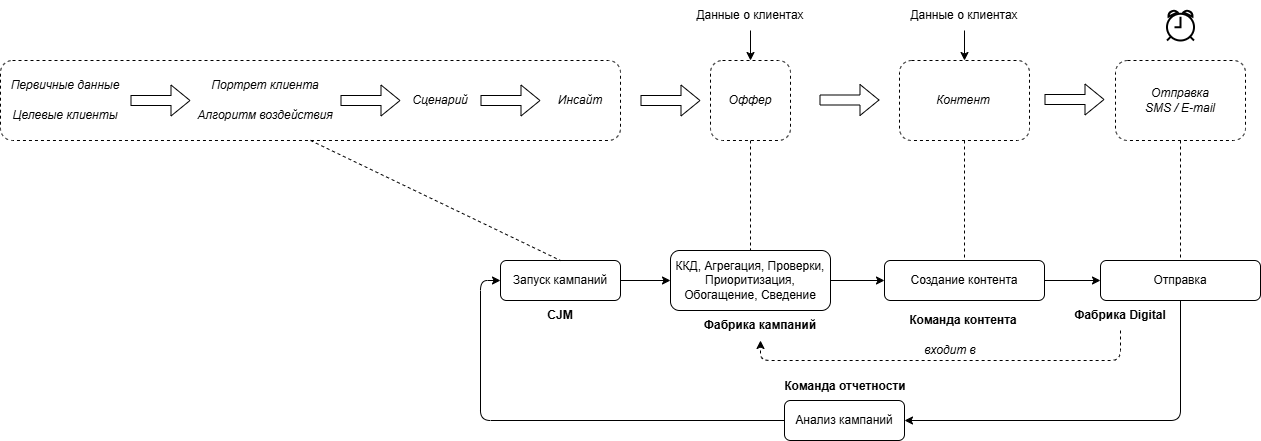 Данные о клиентах
Данные о клиентах
Первичные данные
Целевые клиенты
Портрет клиента
Алгоритм воздействия
Сценарий
Инсайт
Оффер
Контент
Отправка
SMS / E-mail
Запуск кампаний
CJM
ККД, Агрегация, Проверки,
Приоритизация,
Обогащение, Сведение
Фабрика кампаний
Создание контента
Команда контента
Отправка
Фабрика Digital
входит в
Команда отчетности
Анализ кампаний